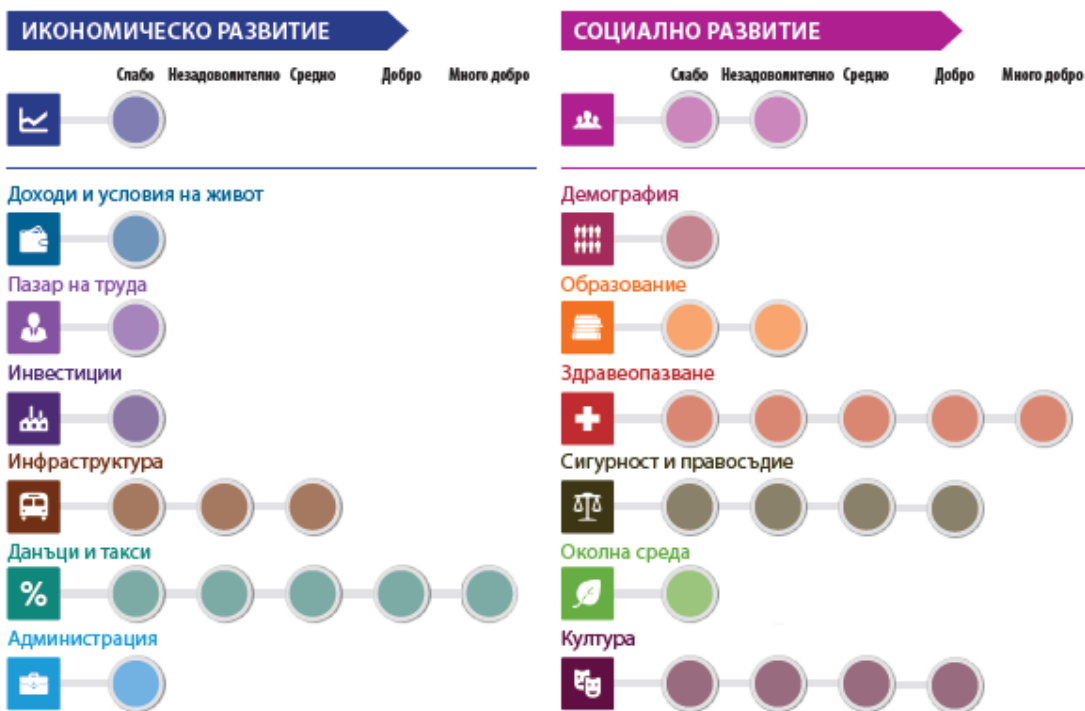 ИКОНОМИЧЕСКО РАЗВИТИЕ
Слабо Незадоволително Средно Добро Много добро
Доходи и условия на живот
Пазар на труда
Инвестиции
Инфраструктура
Данъци и такси
%
Администрация
СОЦИАЛНО РАЗВИТИЕ
Слабо Незадоволително Средно Добро Много добро
Демография
Образование
Здравеопазване
Сигурност и правосъдие
Околна среда
Култура